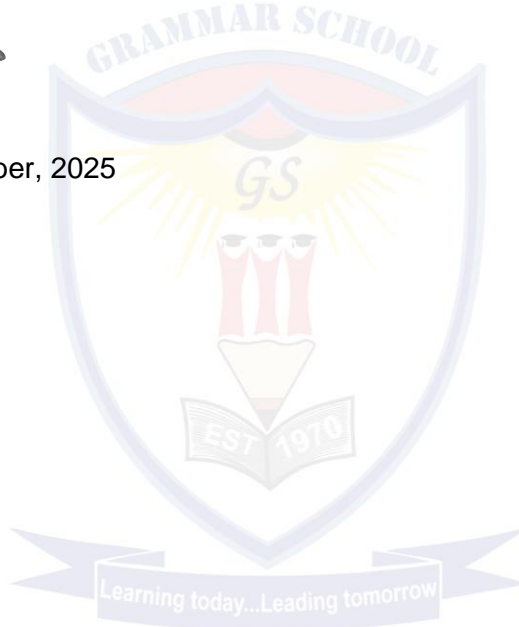 GRAMMAR SCHOOL
ber, 2025
GS
EST 1970
Learning today...Leading tomorrow